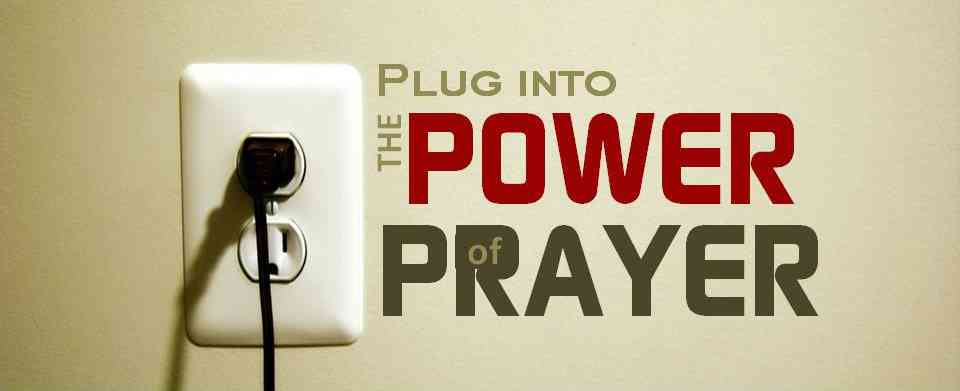 PLUG INTO
THE POWER
of
PRAYER